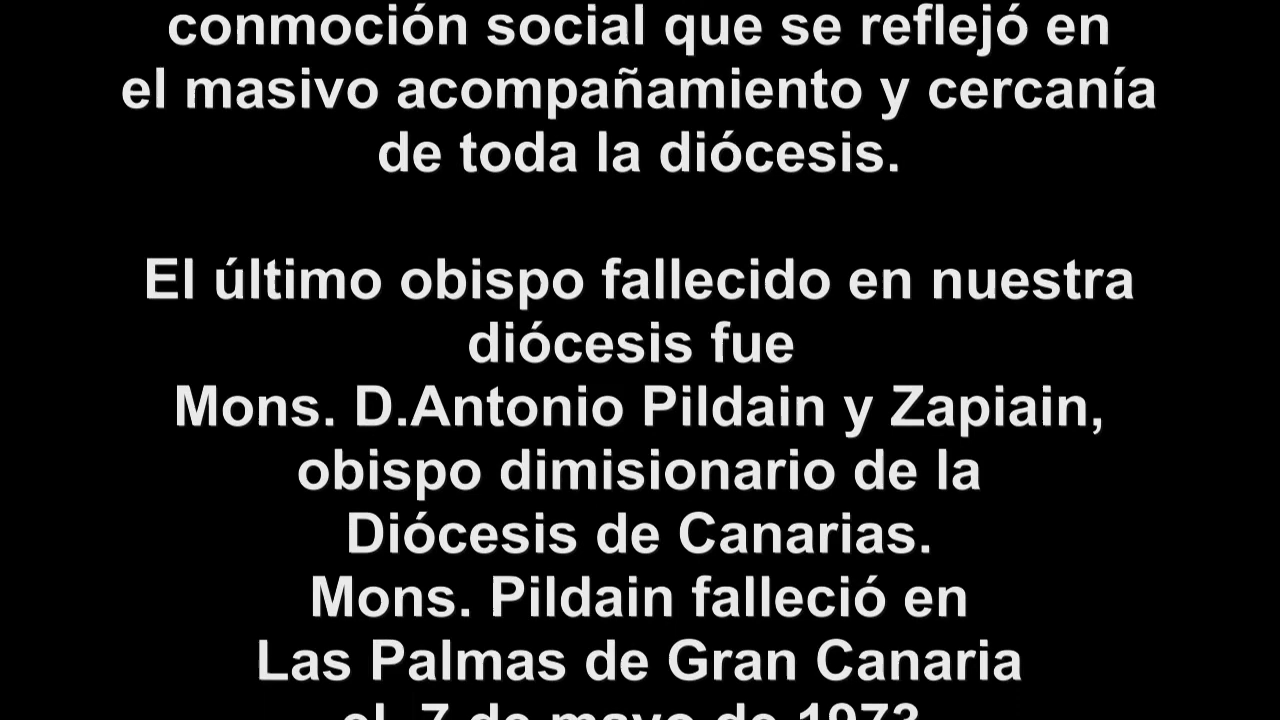 conmoción social que se reflejó en
el masivo acompañamiento y cercanía
de toda la diócesis.
El último obispo fallecido en nuestra
diócesis fue
Mons. D.Antonio Pildain y Zapiain,
obispo dimisionario de la
Diócesis de Canarias.
Mons. Pildain falleció en
Las Palmas de Gran Canaria
el 7 de mayo de 1973